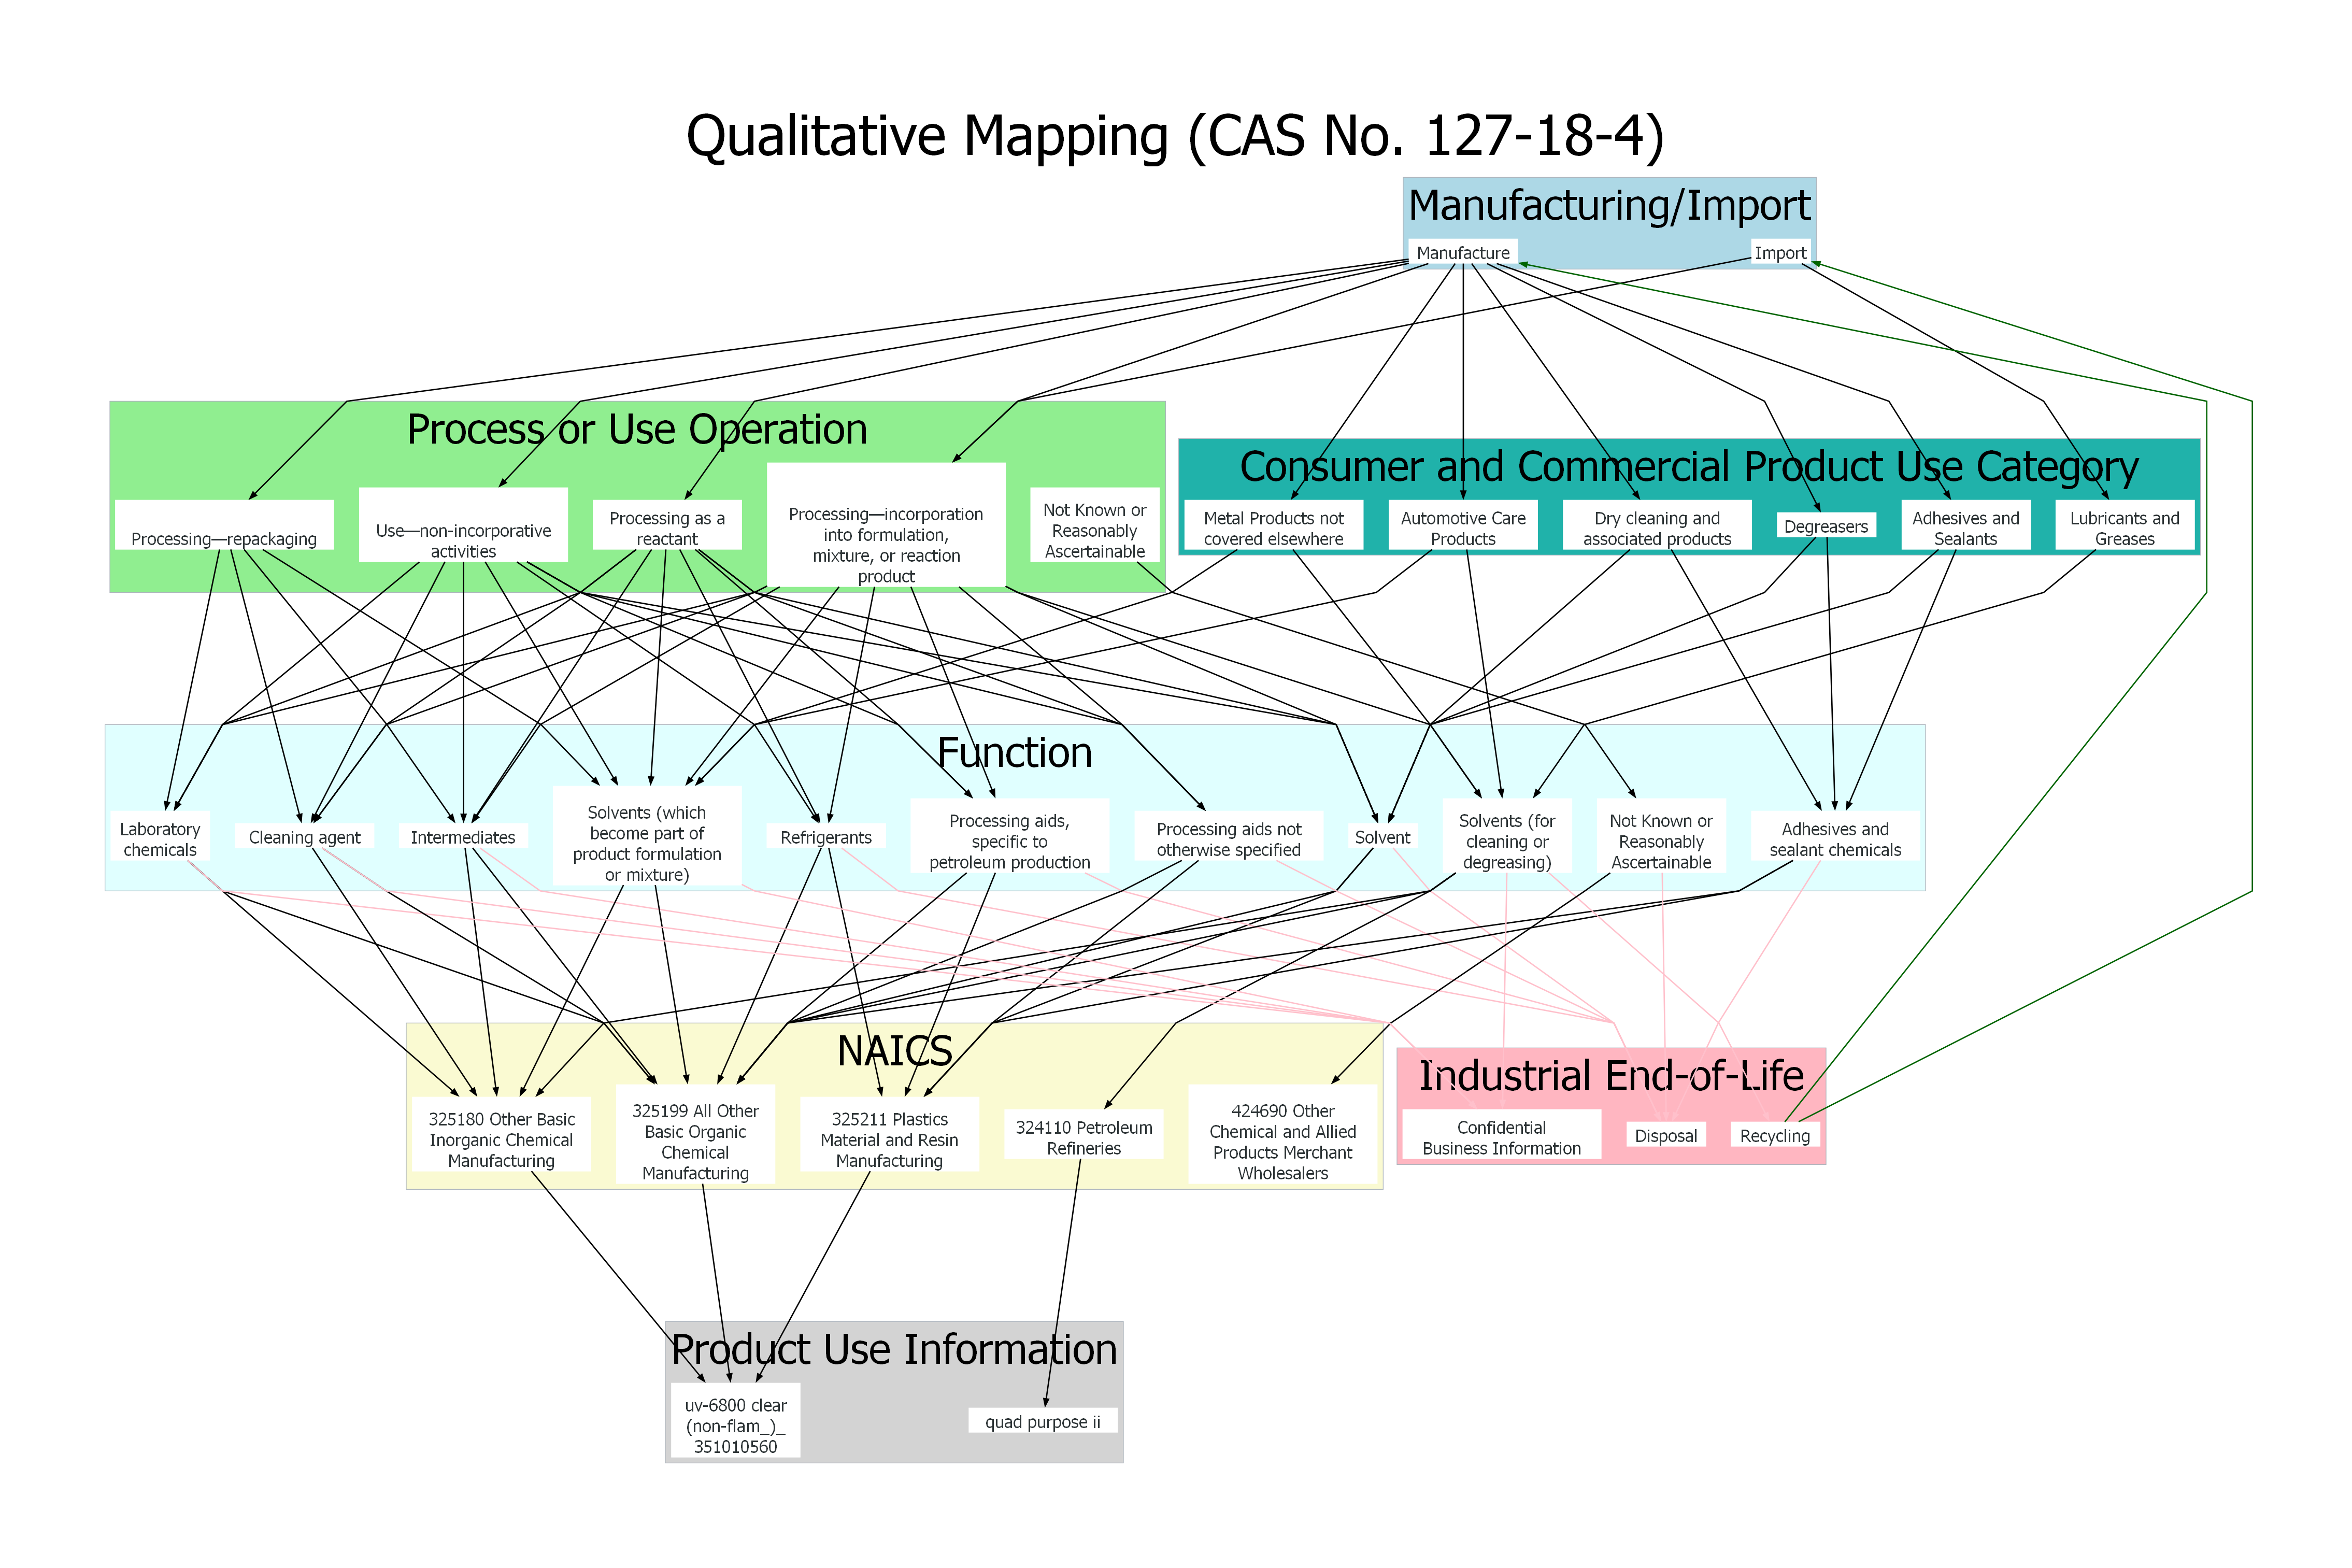 Qualitative Mapping (CAS No. 127-18-4)
Manufacturing/Import
Manufacture
Import
Process or Use Operation
Processing—repackaging
Use—non-incorporative
activities
Processing as a
reactant
Processing—incorporation
into formulation,
mixture, or reaction
product
Not Known or
Reasonably
Ascertainable
Consumer and Commercial Product Use Category
Metal Products not
covered elsewhere
Automotive Care
Products
Dry cleaning and
associated products
Degreasers
Adhesives and
Sealants
Lubricants and
Greases
Function
Laboratory
chemicals
Cleaning agent
Intermediates
Solvents (which
become part of
product formulation
or mixture)
Refrigerants
Processing aids,
specific to
petroleum production
Processing aids not
otherwise specified
Solvent
Solvents (for
cleaning or
degreasing)
Not Known or
Reasonably
Ascertainable
Adhesives and
sealant chemicals
NAICS
325180 Other Basic
Inorganic Chemical
Manufacturing
325199 All Other
Basic Organic
Chemical
Manufacturing
325211 Plastics
Material and Resin
Manufacturing
324110 Petroleum
Refineries
424690 Other
Chemical and Allied
Products Merchant
Wholesalers
Industrial End-of-Life
Confidential
Business Information
Disposal
Recycling
Product Use Information
uv-6800 clear
(non-flam_)_
351010560
quad purpose ii